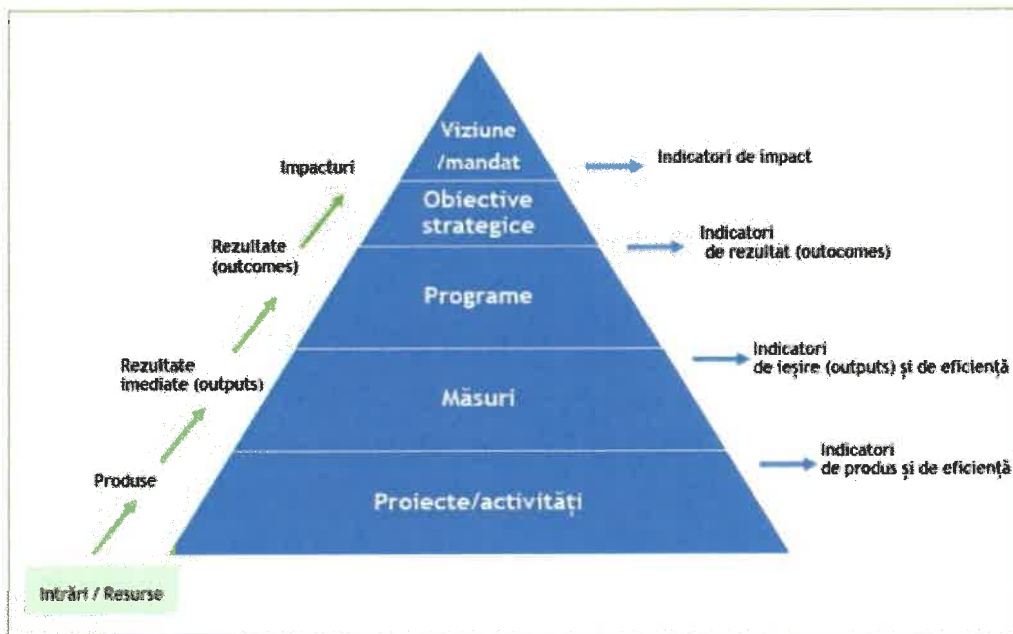 Viziune
/mandat
Impacturi
Indicatori de impact
Obiective
strategice
Rezultate
(outcomes)
Indicatori
de rezultat (outocomes)
Programe
Rezultate
imediate (outputs)
Indicatori
de ieșire (outputs) și de eficiență
Măsuri
Produse
Indicatori
de produs și de eficiență
Proiecte/activități
Intrări / Resurse